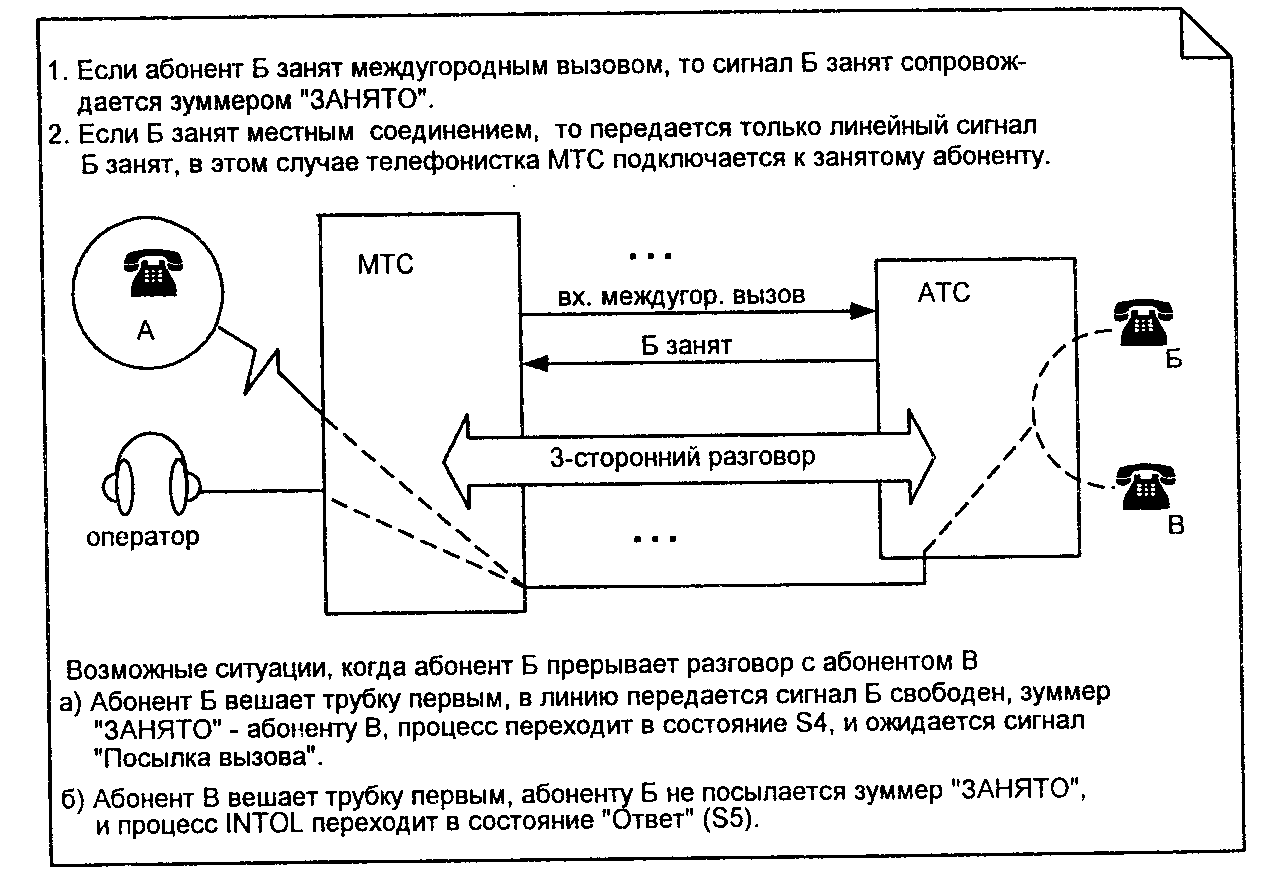 1. Если абонент Б занят междугородным вызовом, то сигнал Б занят сопровож-
дается зуммером "ЗАНЯТО".
2. Если Б занят местным соединением, то передается только линейный сигнал
Б занят, в этом случае телефонистка МТС подключается к занятому абоненту.
А
МТС
...
вх. междугор. вызов
АТС
Б занят
Б
3-сторонний разговор
В
оператор
...
Возможные ситуации, когда абонент Б прерывает разговор с абонентом В
а) Абонент Б вешает трубку первым, в линию передается сигнал Б свободен, зуммер
"ЗАНЯТО" - абоненту В, процесс переходит в состояние S4, и ожидается сигнал
"Посылка вызова".
б) Абонент В вешает трубку первым, абоненту Б не посылается зуммер "ЗАНЯТО",
и процесс INTOL переходит в состояние "Ответ" (S5).